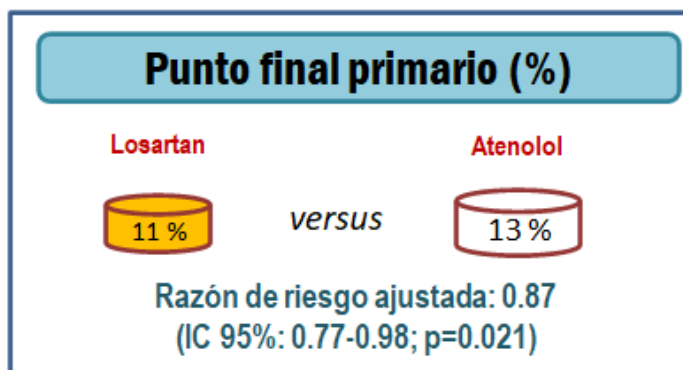 Punto final primario (%)
Losartan Atenolol
11 % versus 13 %
Razón de riesgo ajustada: 0.87
(IC 95%: 0.77-0.98; p=0.021)